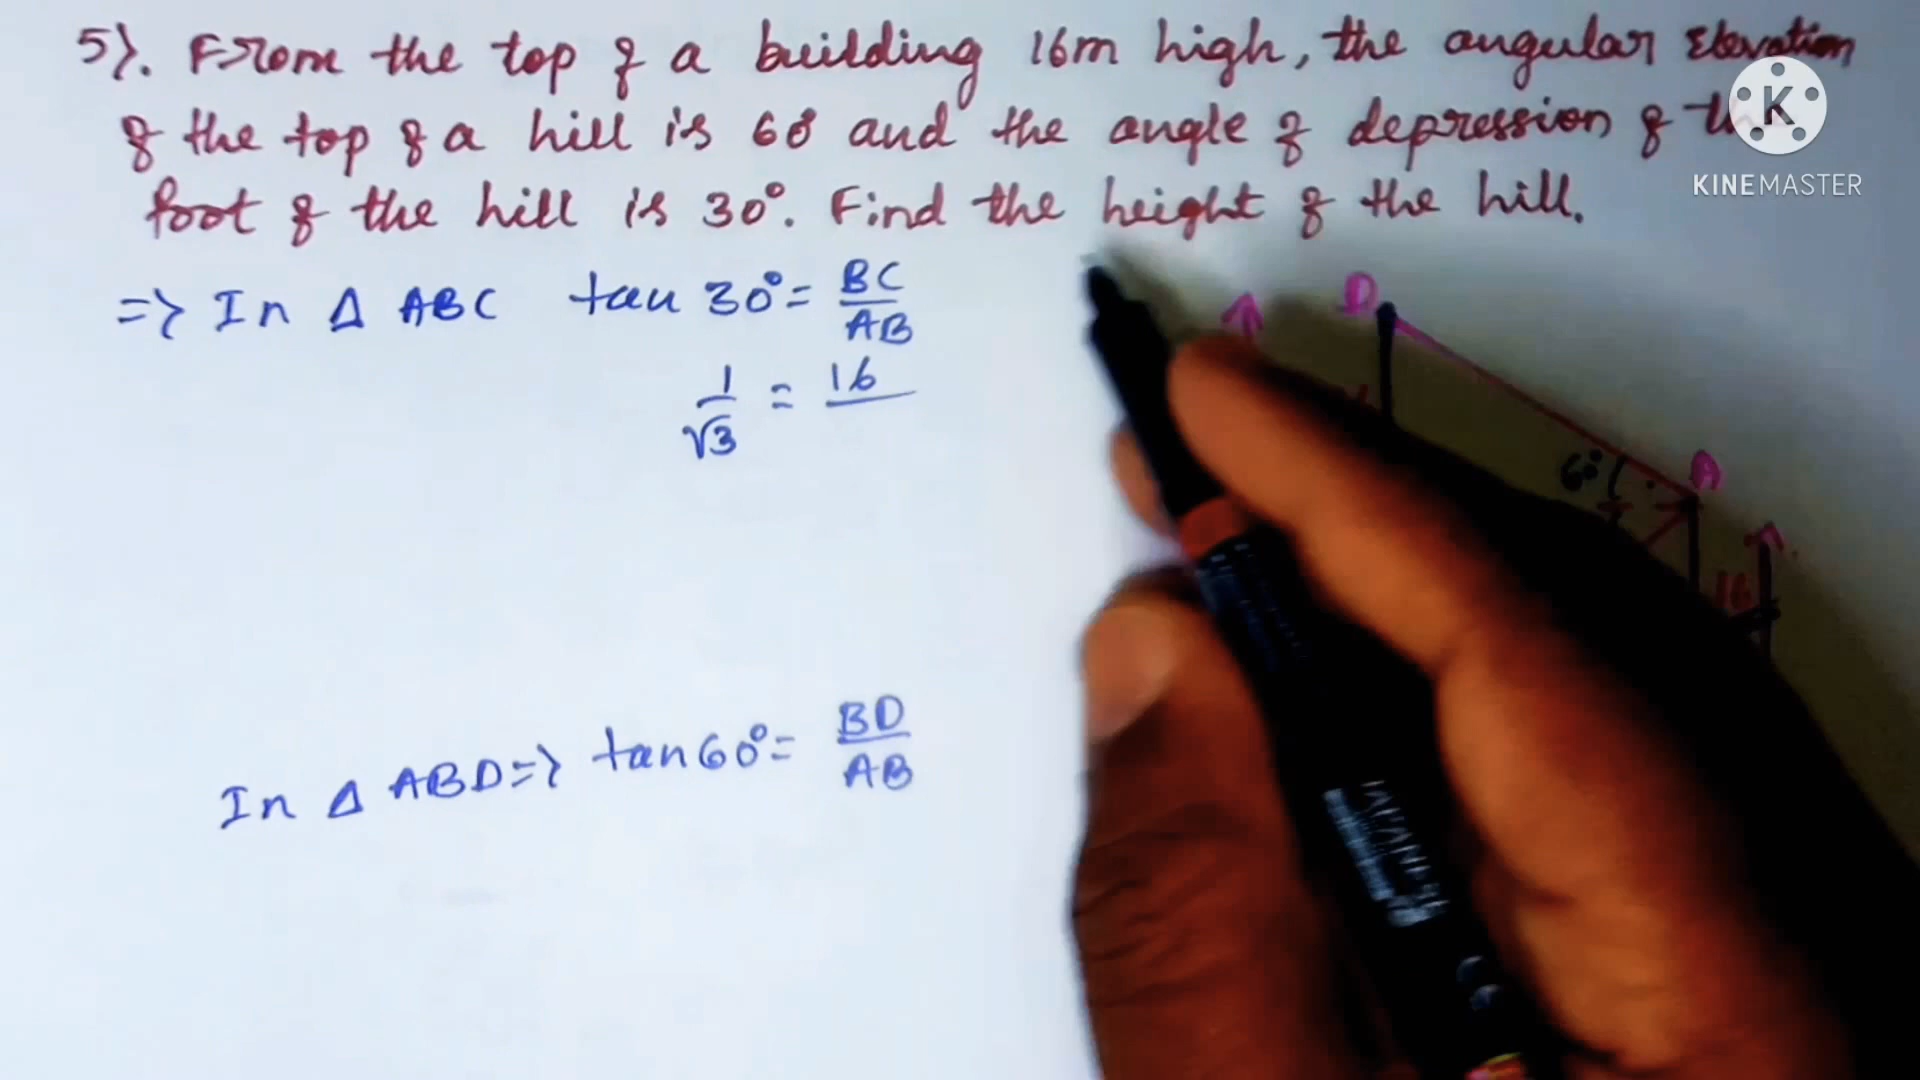 5). From the top of a building 16m high, the angular Elevation
of the top of a hill is 60° and the angle of depression of the
foot of the hill is 30°. Find the height of the hill.
=> In Δ ABC tan 30° = BC/AB
1/√3 = 16/
In Δ ABD => tan 60° = BD/AB
D
60°
A
16
K
KINEMASTER